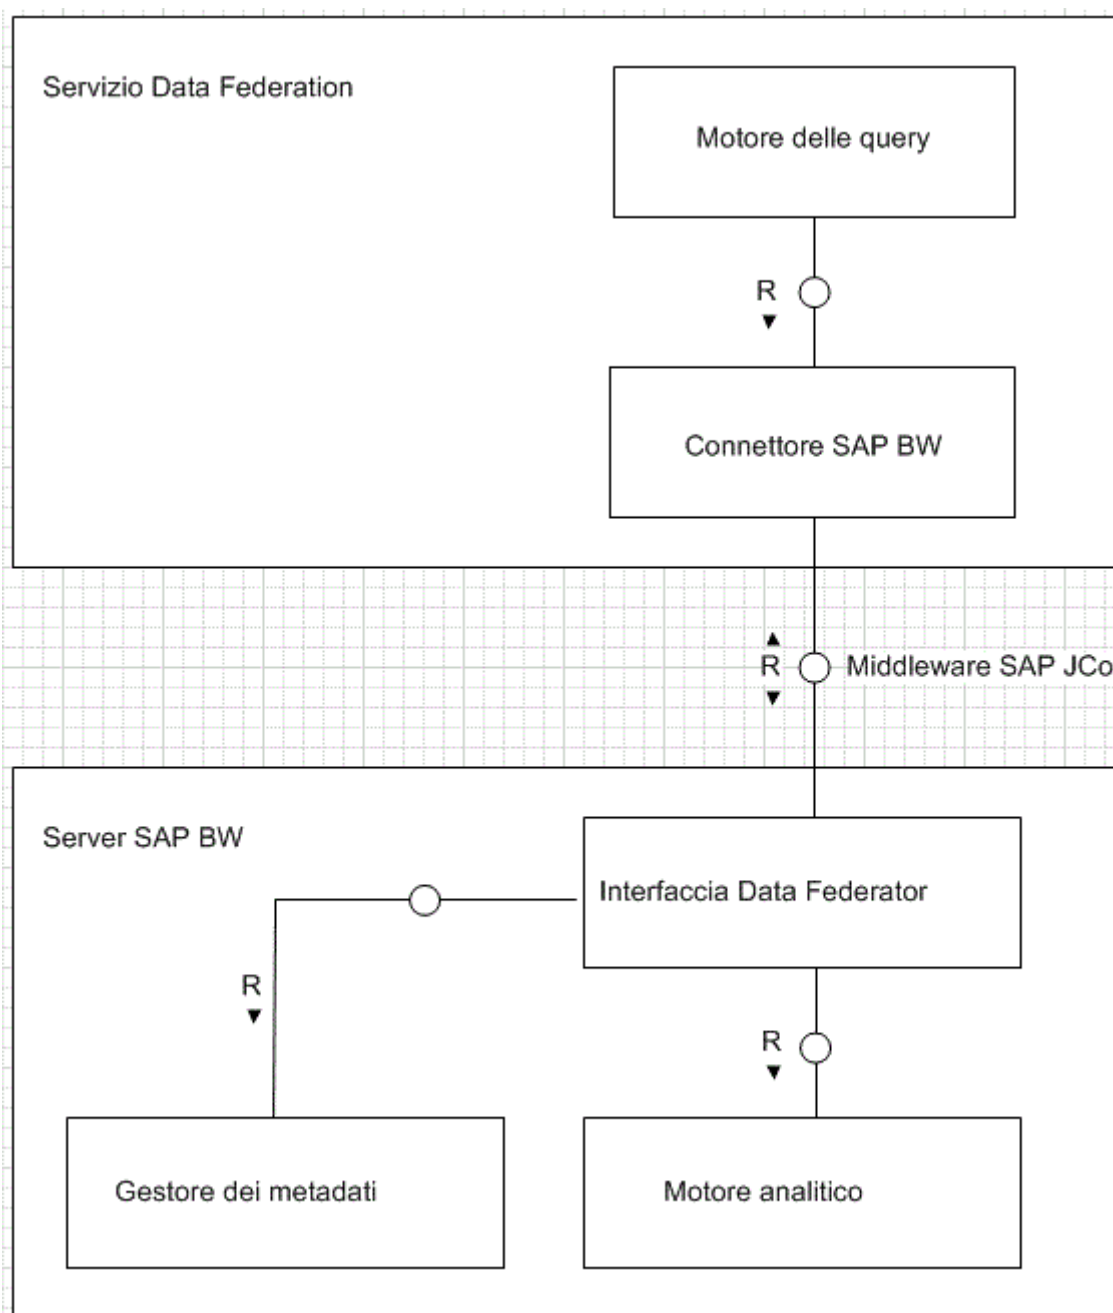 Servizio Data Federation
Motore delle query
R
Connettore SAP BW
R
Middleware SAP JCo
Server SAP BW
Interfaccia Data Federator
R
R
Gestore dei metadati
Motore analitico